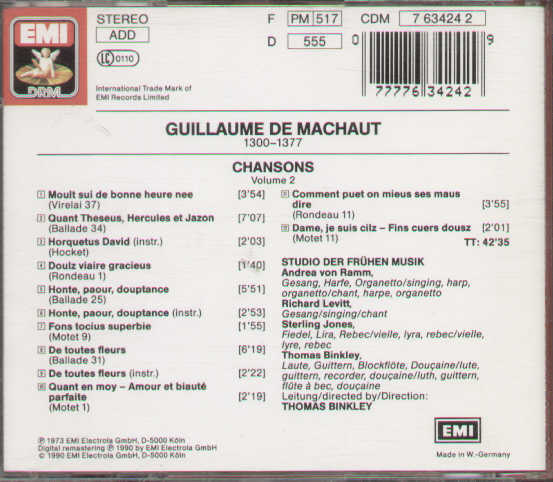 EMI
DRM
STEREO
ADD
LC 0110
International Trade Mark of
EMI Records Limited
F PM 517 CDM 7 63424 2
D 555
0 77776 34242 9
GUILLAUME DE MACHAUT
1300–1377
CHANSONS
Volume 2
1 Moult sui de bonne heure nee [3'54]
(Virelai 37)
2 Quant Theseus, Hercules et Jazon [7'07]
(Ballade 34)
3 Horquetus David (instr.) [2'03]
(Hocket)
4 Doulz viaire gracieus [1'40]
(Rondeau 1)
5 Honte, paour, douptance [5'51]
(Ballade 25)
6 Honte, paour, douptance (instr.) [2'53]
7 Fons tocius superbie [1'55]
(Motet 9)
8 De toutes fleurs [6'19]
(Ballade 31)
9 De toutes fleurs (instr.) [2'22]
10 Quant en moy – Amour et biauté
parfaite [2'19]
(Motet 1)
11 Comment puet on mieus ses maus
dire [3'55]
(Rondeau 11)
12 Dame, je suis cilz – Fins cuers dousz [2'01]
(Motet 11) TT: 42'35
STUDIO DER FRÜHEN MUSIK
Andrea von Ramm,
Gesang, Harfe, Organetto/singing, harp,
organetto/chant, harpe, organetto
Richard Levitt,
Gesang/singing/chant
Sterling Jones,
Fiedel, Lira, Rebec/vielle, lyra, rebec/vielle,
lyre, rebec
Thomas Binkley,
Laute, Guittern, Blockflöte, Douçaine/lute,
guittern, recorder, douçaine/luth, guittern,
flûte à bec, douçaine
Leitung/directed by/Direction:
THOMAS BINKLEY
℗ 1973 EMI Electrola GmbH, D-5000 Köln
Digital remastering ℗ 1990 by EMI Electrola GmbH
© 1990 EMI Electrola GmbH, D-5000 Köln
EMI
Made in W.-Germany